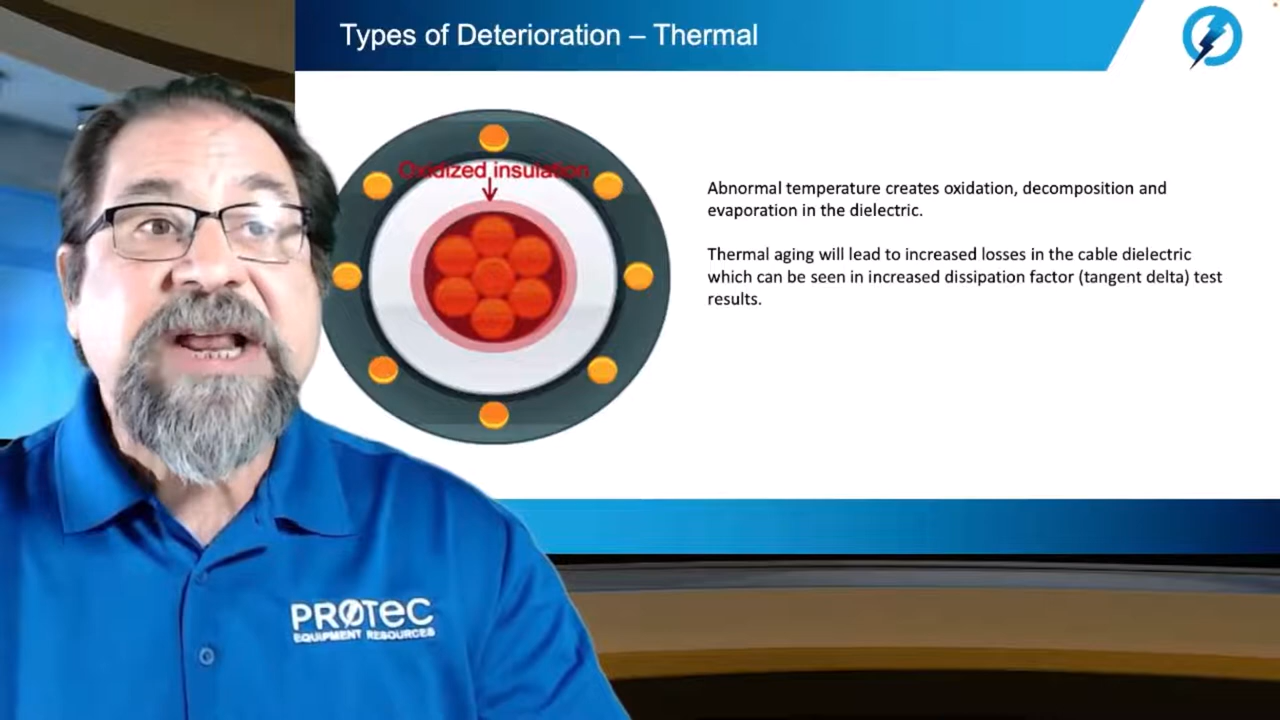 Types of Deterioration – Thermal
Oxidized insulation
Abnormal temperature creates oxidation, decomposition and
evaporation in the dielectric.
Thermal aging will lead to increased losses in the cable dielectric
which can be seen in increased dissipation factor (tangent delta) test
results.
PRØTEC
EQUIPMENT RESOURCES